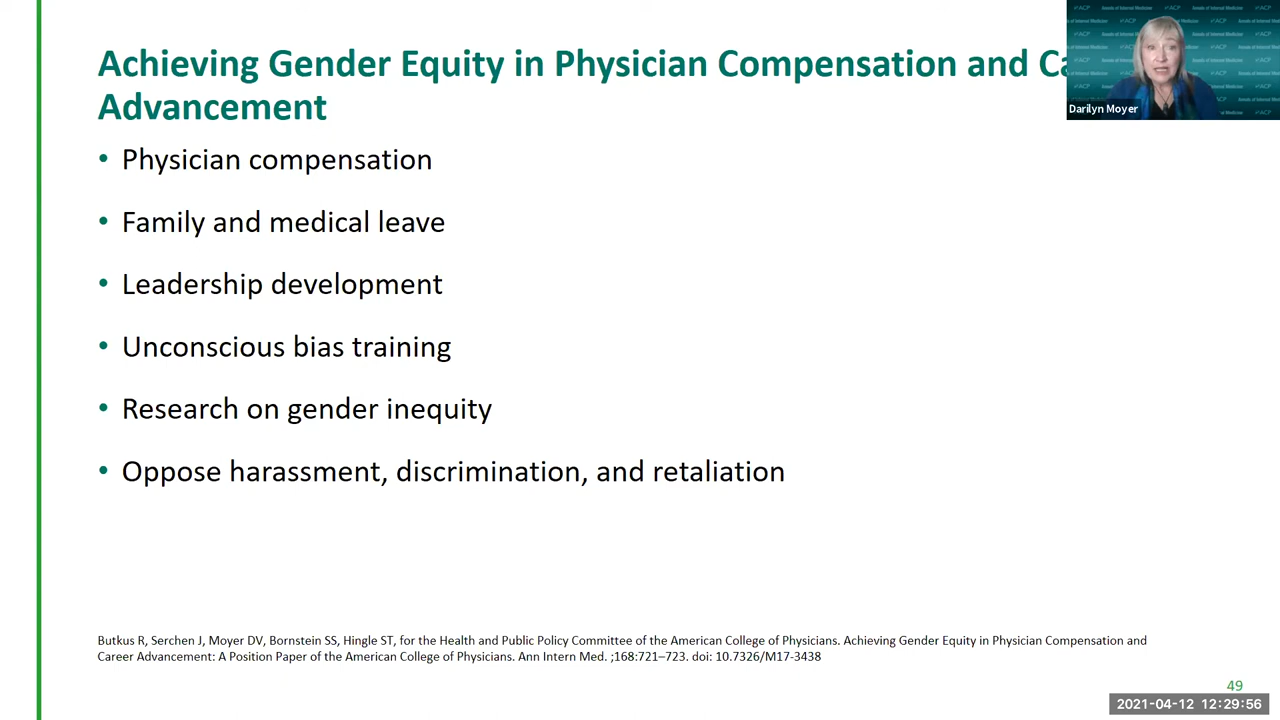 Achieving Gender Equity in Physician Compensation and Ca
Advancement
• Physician compensation
• Family and medical leave
• Leadership development
• Unconscious bias training
• Research on gender inequity
• Oppose harassment, discrimination, and retaliation
Darilyn Moyer
Butkus R, Serchen J, Moyer DV, Bornstein SS, Hingle ST, for the Health and Public Policy Committee of the American College of Physicians. Achieving Gender Equity in Physician Compensation and
Career Advancement: A Position Paper of the American College of Physicians. Ann Intern Med. ;168:721–723. doi: 10.7326/M17-3438
49
2021-04-12 12:29:56